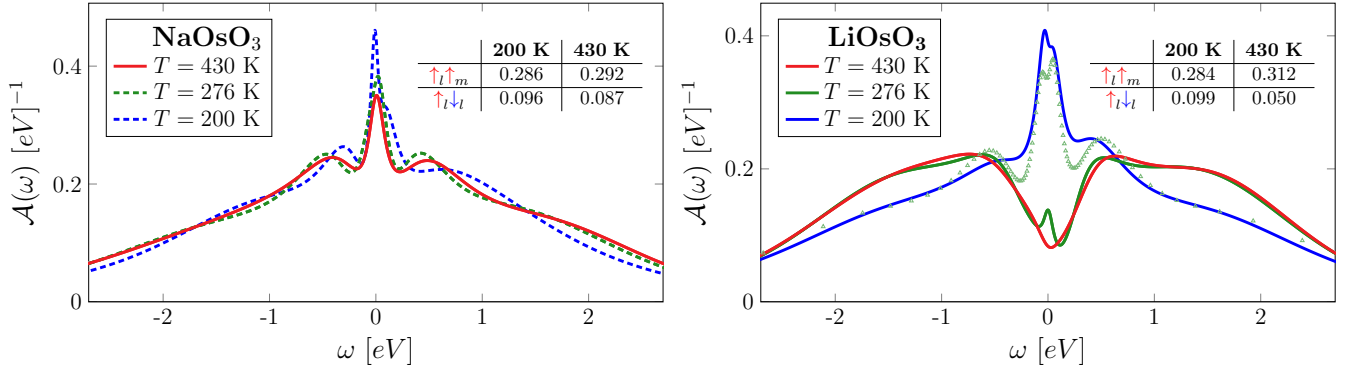 NaOsO₃
T = 430 K
T = 276 K
T = 200 K
200 K 430 K
↑ₗ↑ₘ 0.286 0.292
↑ₗ↓ₗ 0.096 0.087
0.4
0.2
0
-2 -1 0 1 2
𝒜(ω) [eV]⁻¹
ω [eV]
LiOsO₃
T = 430 K
T = 276 K
T = 200 K
200 K 430 K
↑ₗ↑ₘ 0.284 0.312
↑ₗ↓ₗ 0.099 0.050
0.4
0.2
0
-2 -1 0 1 2
𝒜(ω) [eV]⁻¹
ω [eV]